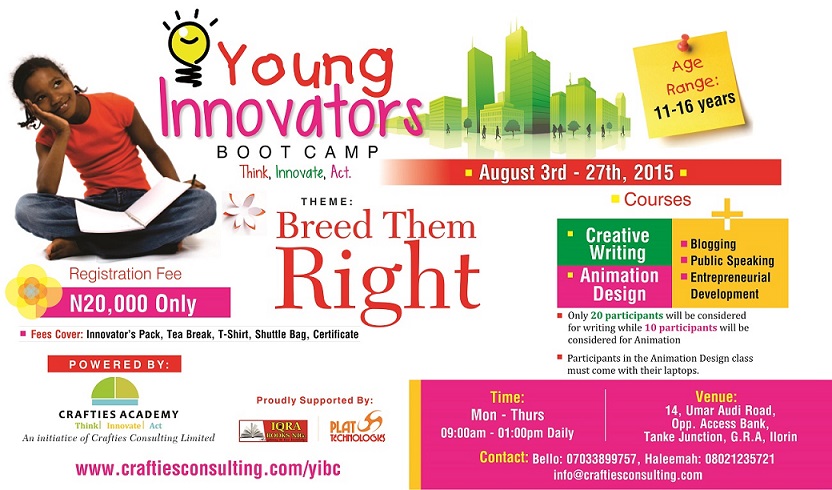 Young
Innovators
BOOT CAMP
Think, Innovate, Act.
Age
Range:
11-16 years
August 3rd - 27th, 2015
THEME:
Breed Them
Right
Courses
Creative
Writing
Animation
Design
Blogging
Public Speaking
Entrepreneurial
Development
Registration Fee
N20,000 Only
Fees Cover: Innovator's Pack, Tea Break, T-Shirt, Shuttle Bag, Certificate
Only 20 participants will be considered
for writing while 10 participants will be
considered for Animation
Participants in the Animation Design class
must come with their laptops.
POWERED BY:
CRAFTIES ACADEMY
Think| Innovate| Act
An initiative of Crafties Consulting Limited
Proudly Supported By:
IQRA
BOOKS NIG.
PLAT
TECHNOLOGIES
www.craftiesconsulting.com/yibc
Time:
Mon - Thurs
09:00am - 01:00pm Daily
Venue:
14, Umar Audi Road,
Opp. Access Bank,
Tanke Junction, G.R.A, Ilorin
Contact: Bello: 07033899757, Haleemah: 08021235721
info@craftiesconsulting.com